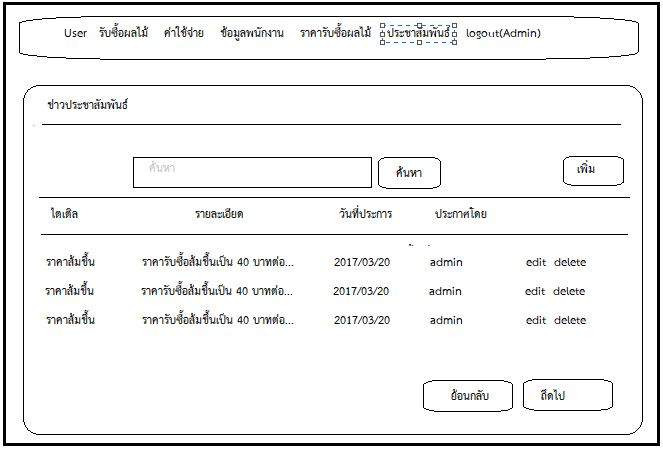 User รับซื้อผลไม้ ค่าใช้จ่าย ข้อมูลพนักงาน ราคารับซื้อผลไม้ ประชาสัมพันธ์ logout(Admin)
ข่าวประชาสัมพันธ์
ค้นหา ค้นหา เพิ่ม
ไตเติล รายละเอียด วันที่ประการ ประกาศโดย
ราคาส้มขึ้น ราคารับซื้อส้มขึ้นเป็น 40 บาทต่อ... 2017/03/20 admin edit delete
ราคาส้มขึ้น ราคารับซื้อส้มขึ้นเป็น 40 บาทต่อ... 2017/03/20 admin edit delete
ราคาส้มขึ้น ราคารับซื้อส้มขึ้นเป็น 40 บาทต่อ... 2017/03/20 admin edit delete
ย้อนกลับ ถึดไป